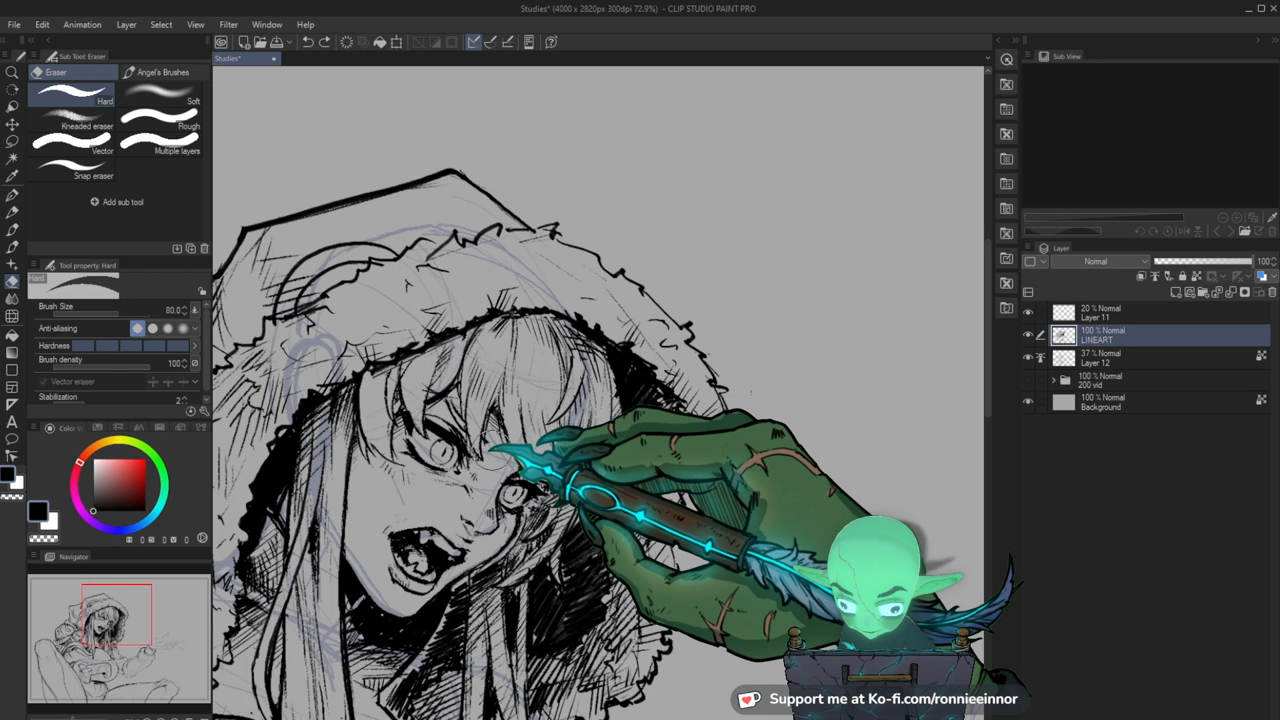 Studies* (4000 x 2820px 300dpi 72.9%) - CLIP STUDIO PAINT PRO
File Edit Animation Layer Select View Filter Window Help
Sub Tool: Eraser
Eraser Angel's Brushes
Hard Soft
Kneaded eraser Rough
Vector Multiple layers
Snap eraser
Add sub tool
Tool property: Hard
Hard
Brush Size 80.0
Anti-aliasing
Hardness
Brush density 100
Vector eraser
Stabilization 2
Color
Navigator
Studies*
Sub View
Layer
Normal 100
20 % Normal
Layer 11
100 % Normal
LINEART
37 % Normal
Layer 12
100 % Normal
200 vid
100 % Normal
Background
Support me at Ko-fi.com/ronnieeinnor